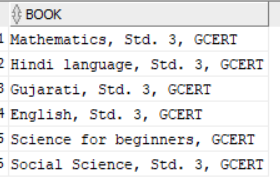 BOOK
1 Mathematics, Std. 3, GCERT
2 Hindi language, Std. 3, GCERT
3 Gujarati, Std. 3, GCERT
4 English, Std. 3, GCERT
5 Science for beginners, GCERT
6 Social Science, Std. 3, GCERT